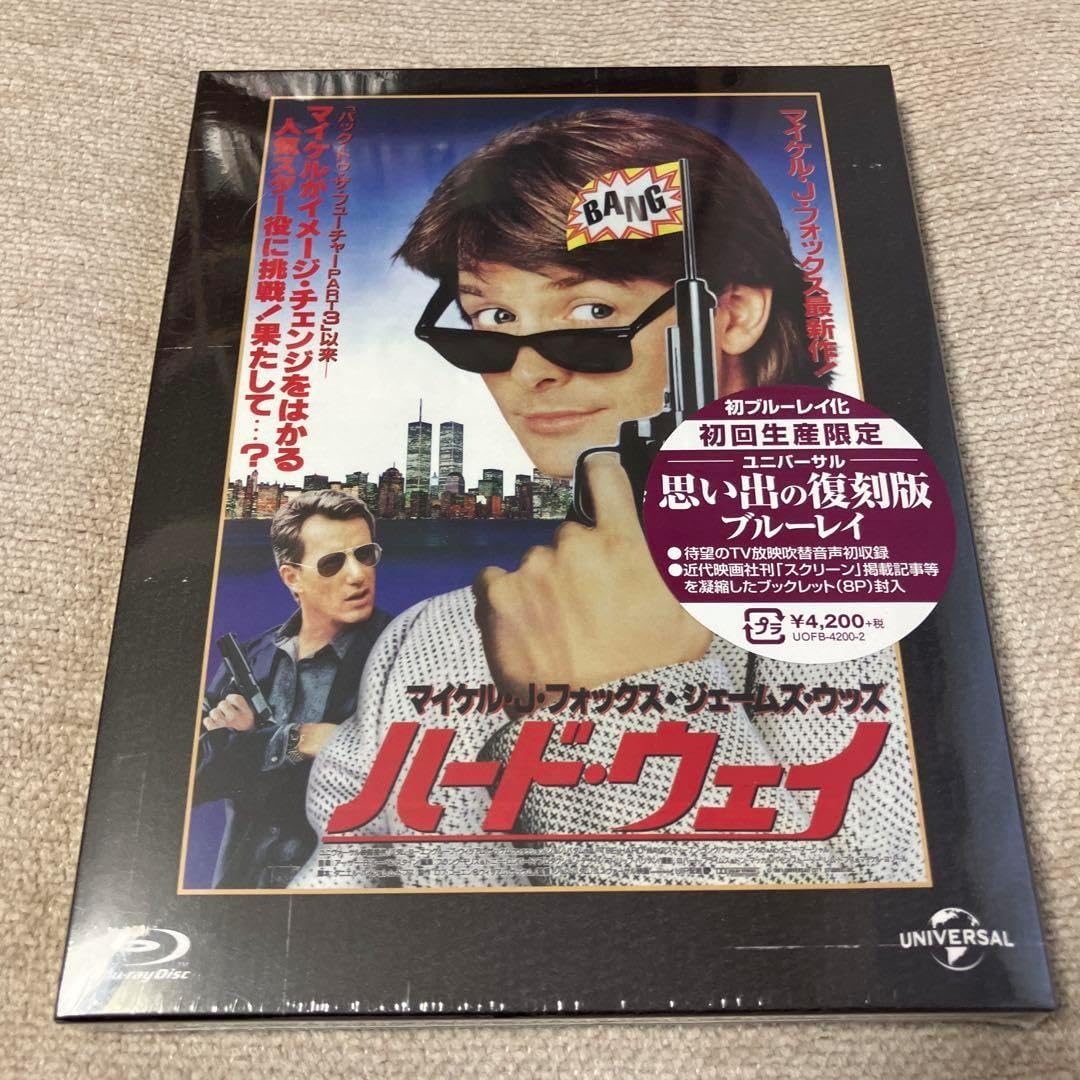 マイケル・J・フォックス最新作!
「バック・トゥ・ザ・フューチャーPART3」以来
マイケルがイメージ・チェンジをはかる
人気スター役に挑戦!果たして…?
BANG
初ブルーレイ化
初回生産限定
ユニバーサル
思い出の復刻版
ブルーレイ
●待望のTV放映吹替音声初収録
●近代映画社刊「スクリーン」掲載記事等
を凝縮したブックレット(8P)封入
プラ ¥4,200+税
UOFB-4200-2
マイケル・J・フォックス・ジェームズ・ウッズ
ハード・ウェイ
Blu-ray Disc
UNIVERSAL